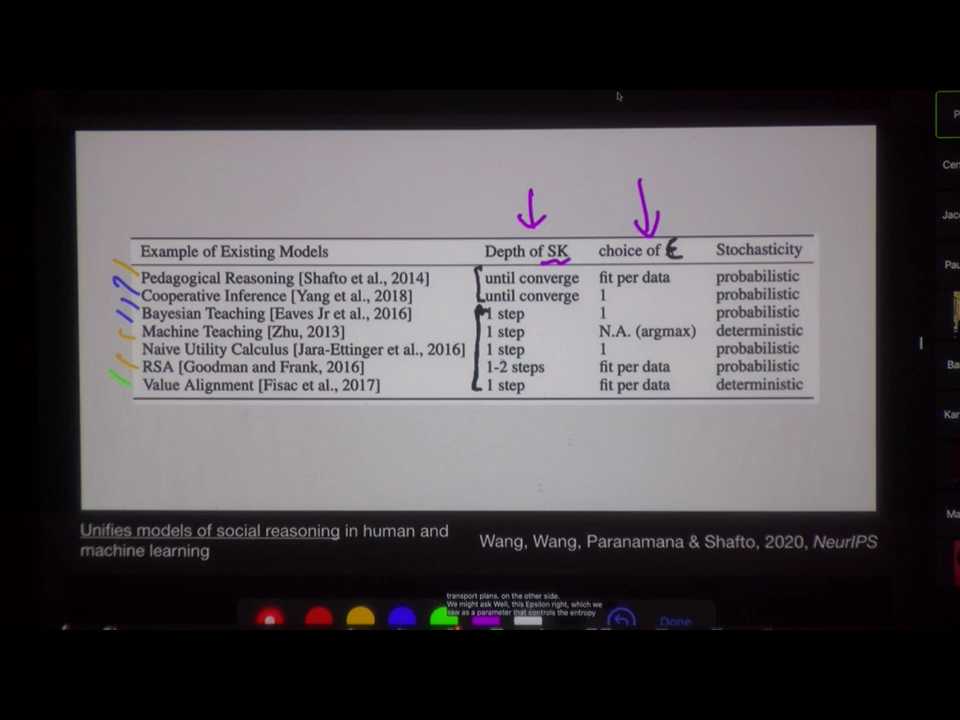 Example of Existing Models Depth of SK choice of ϵ Stochasticity
Pedagogical Reasoning [Shafto et al., 2014] until converge fit per data probabilistic
Cooperative Inference [Yang et al., 2018] until converge 1 probabilistic
Bayesian Teaching [Eaves Jr et al., 2016] 1 step 1 probabilistic
Machine Teaching [Zhu, 2013] 1 step N.A. (argmax) deterministic
Naive Utility Calculus [Jara-Ettinger et al., 2016] 1 step 1 probabilistic
RSA [Goodman and Frank, 2016] 1-2 steps fit per data probabilistic
Value Alignment [Fisac et al., 2017] 1 step fit per data deterministic
Unifies models of social reasoning in human and
machine learning
Wang, Wang, Paranamana & Shafto, 2020, NeurIPS
transport plans. on the other side.
We might ask Well, this Epsilon right, which we
saw as a parameter that controls the entropy
Done
P
Cen
Jac
Pau
Ba
Kar
Ma